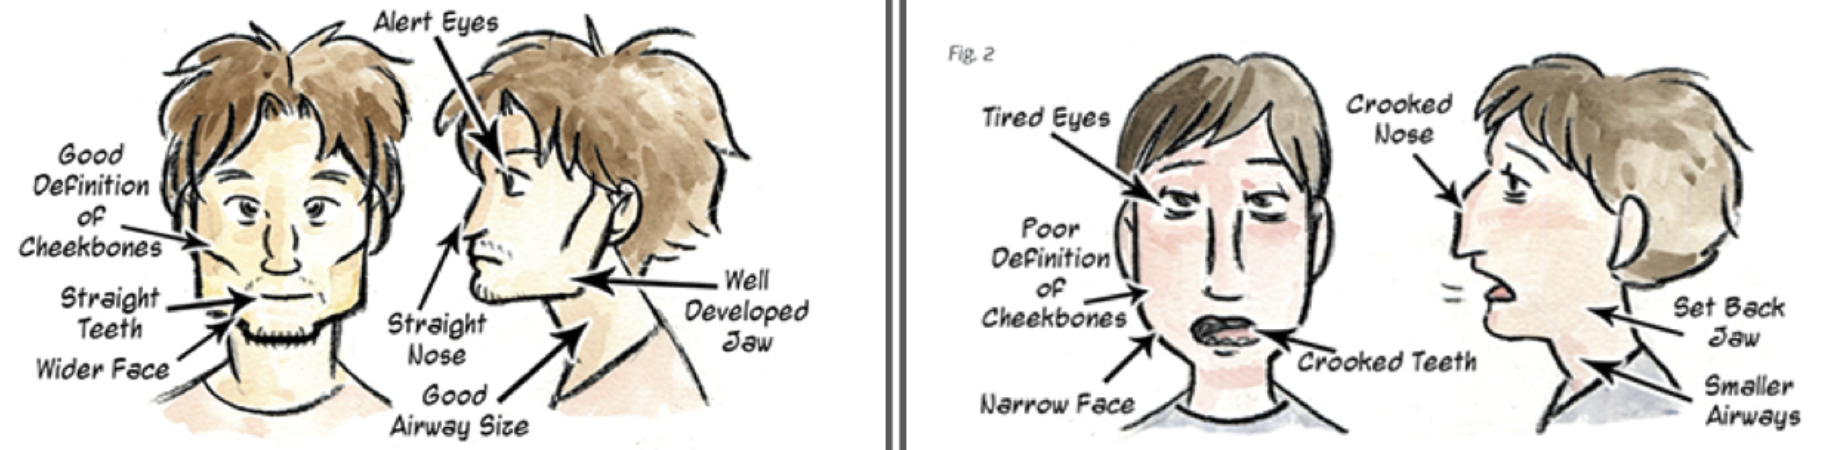 Alert Eyes
Good
Definition
of
Cheekbones
Straight
Teeth
Wider Face
Straight
Nose
Good
Airway Size
Well
Developed
Jaw
Fig. 2
Tired Eyes
Crooked
Nose
Poor
Definition
of
Cheekbones
Narrow Face
Crooked Teeth
Set Back
Jaw
Smaller
Airways